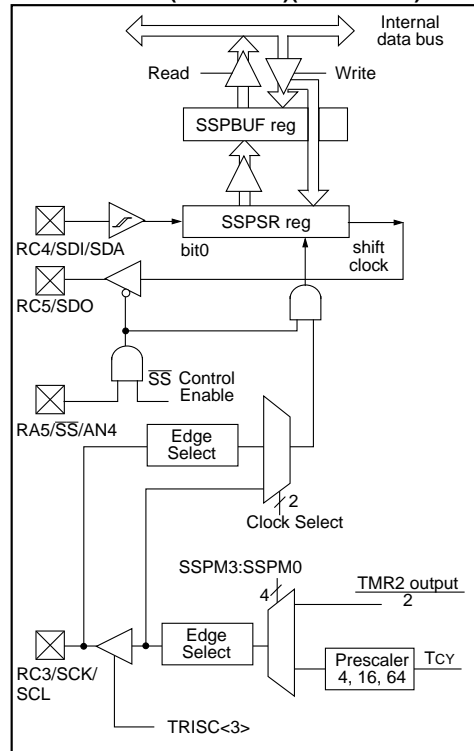 Internal
data bus
Read
Write
SSPBUF reg
SSPSR reg
RC4/SDI/SDA
bit0
shift
clock
RC5/SDO
SS Control
Enable
RA5/SS/AN4
Edge
Select
2
Clock Select
SSPM3:SSPM0
4
TMR2 output
2
Edge
Select
Prescaler
4, 16, 64
TCY
RC3/SCK/
SCL
TRISC<3>